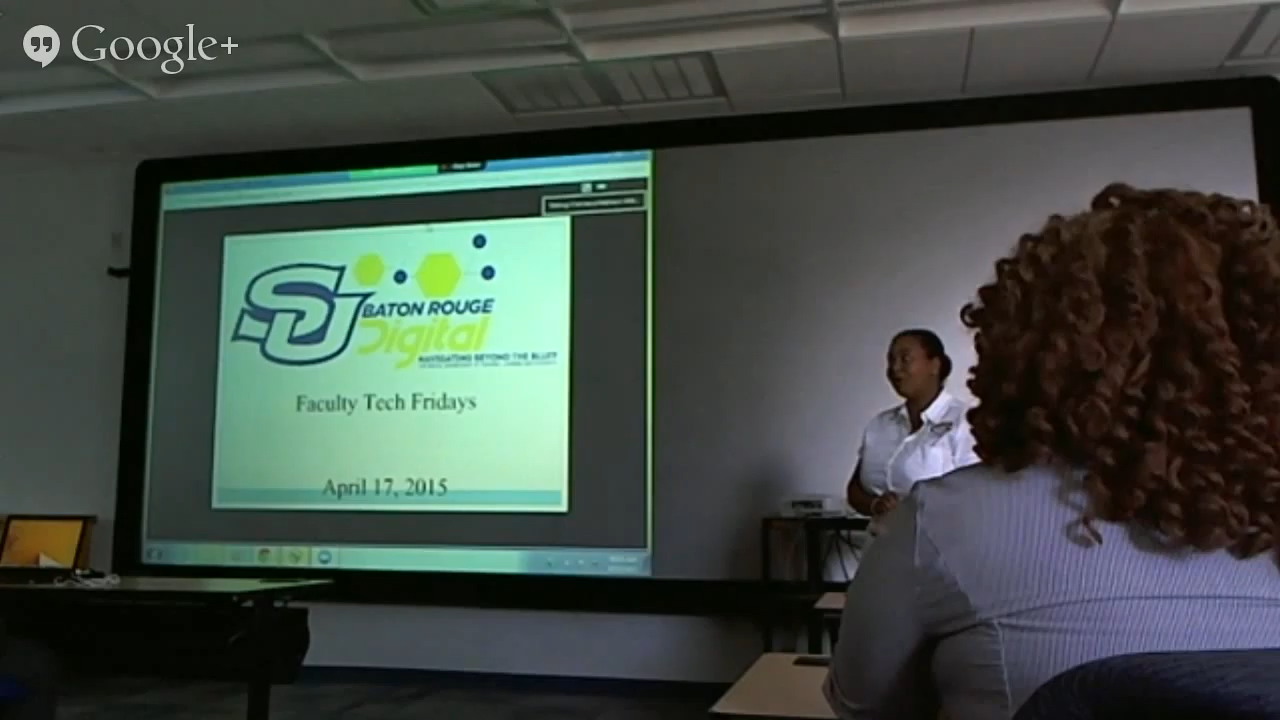 Google+
SU
BATON ROUGE
Digital
NAVIGATING BEYOND THE BLUFF
Faculty Tech Fridays
April 17, 2015